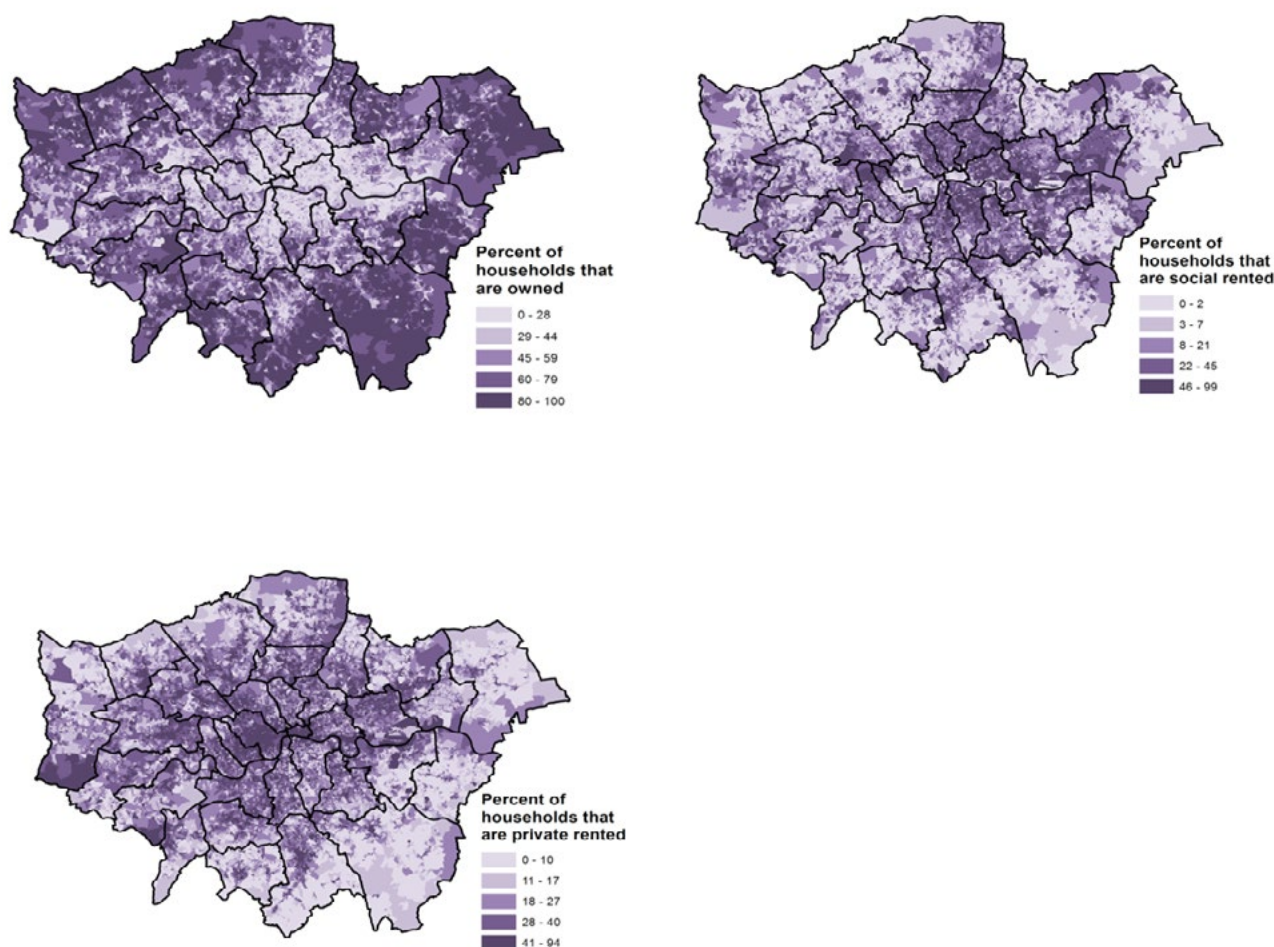 Percent of
households that
are owned
0 - 28
29 - 44
45 - 59
60 - 79
80 - 100
Percent of
households that
are social rented
0 - 2
3 - 7
8 - 21
22 - 45
46 - 99
Percent of
households that
are private rented
0 - 10
11 - 17
18 - 27
28 - 40
41 - 94